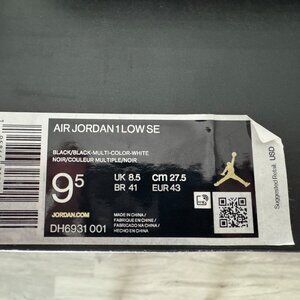 AIR JORDAN 1 LOW SE
BLACK/BLACK-MULTI-COLOR-WHITE
NOIR/COULEUR MULTIPLE/NOIR
9 5
UK 8.5 cm 27.5
BR 41 EUR 43
JORDAN.COM
DH6931 001
MADE IN CHINA /
FABRIQUE EN CHINE /
FABRICADO NA CHINA /
HECHO EN CHINA
Suggested Retail: USD